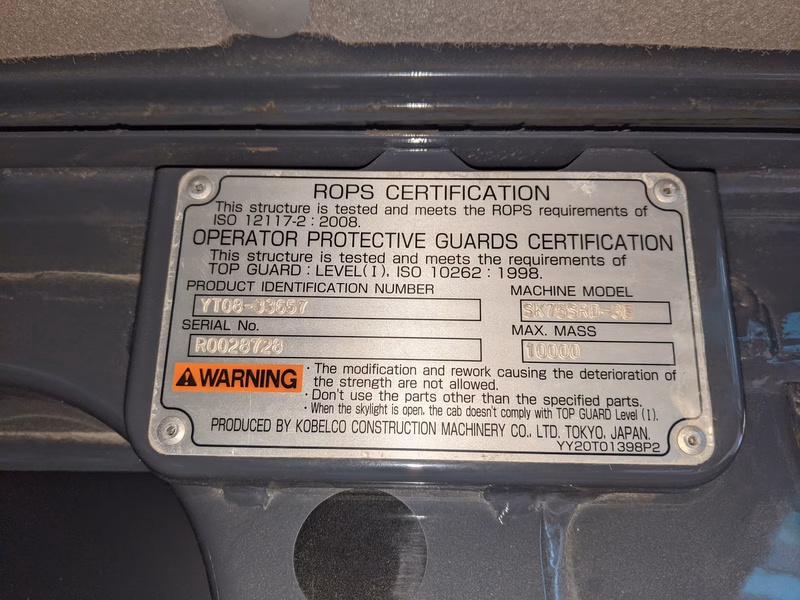 ROPS CERTIFICATION
This structure is tested and meets the ROPS requirements of
ISO 12117-2 : 2008.
OPERATOR PROTECTIVE GUARDS CERTIFICATION
This structure is tested and meets the requirements of
TOP GUARD : LEVEL(I). ISO 10262 : 1998.
PRODUCT IDENTIFICATION NUMBER
YT08-33657
MACHINE MODEL
SERIAL No.
R0028728
MAX. MASS
10000
WARNING
· The modification and rework causing the deterioration of
the strength are not allowed.
· Don't use the parts other than the specified parts.
· When the skylight is open, the cab doesn't comply with TOP GUARD Level (I).
PRODUCED BY KOBELCO CONSTRUCTION MACHINERY CO., LTD. TOKYO, JAPAN.
YY20T01398P2